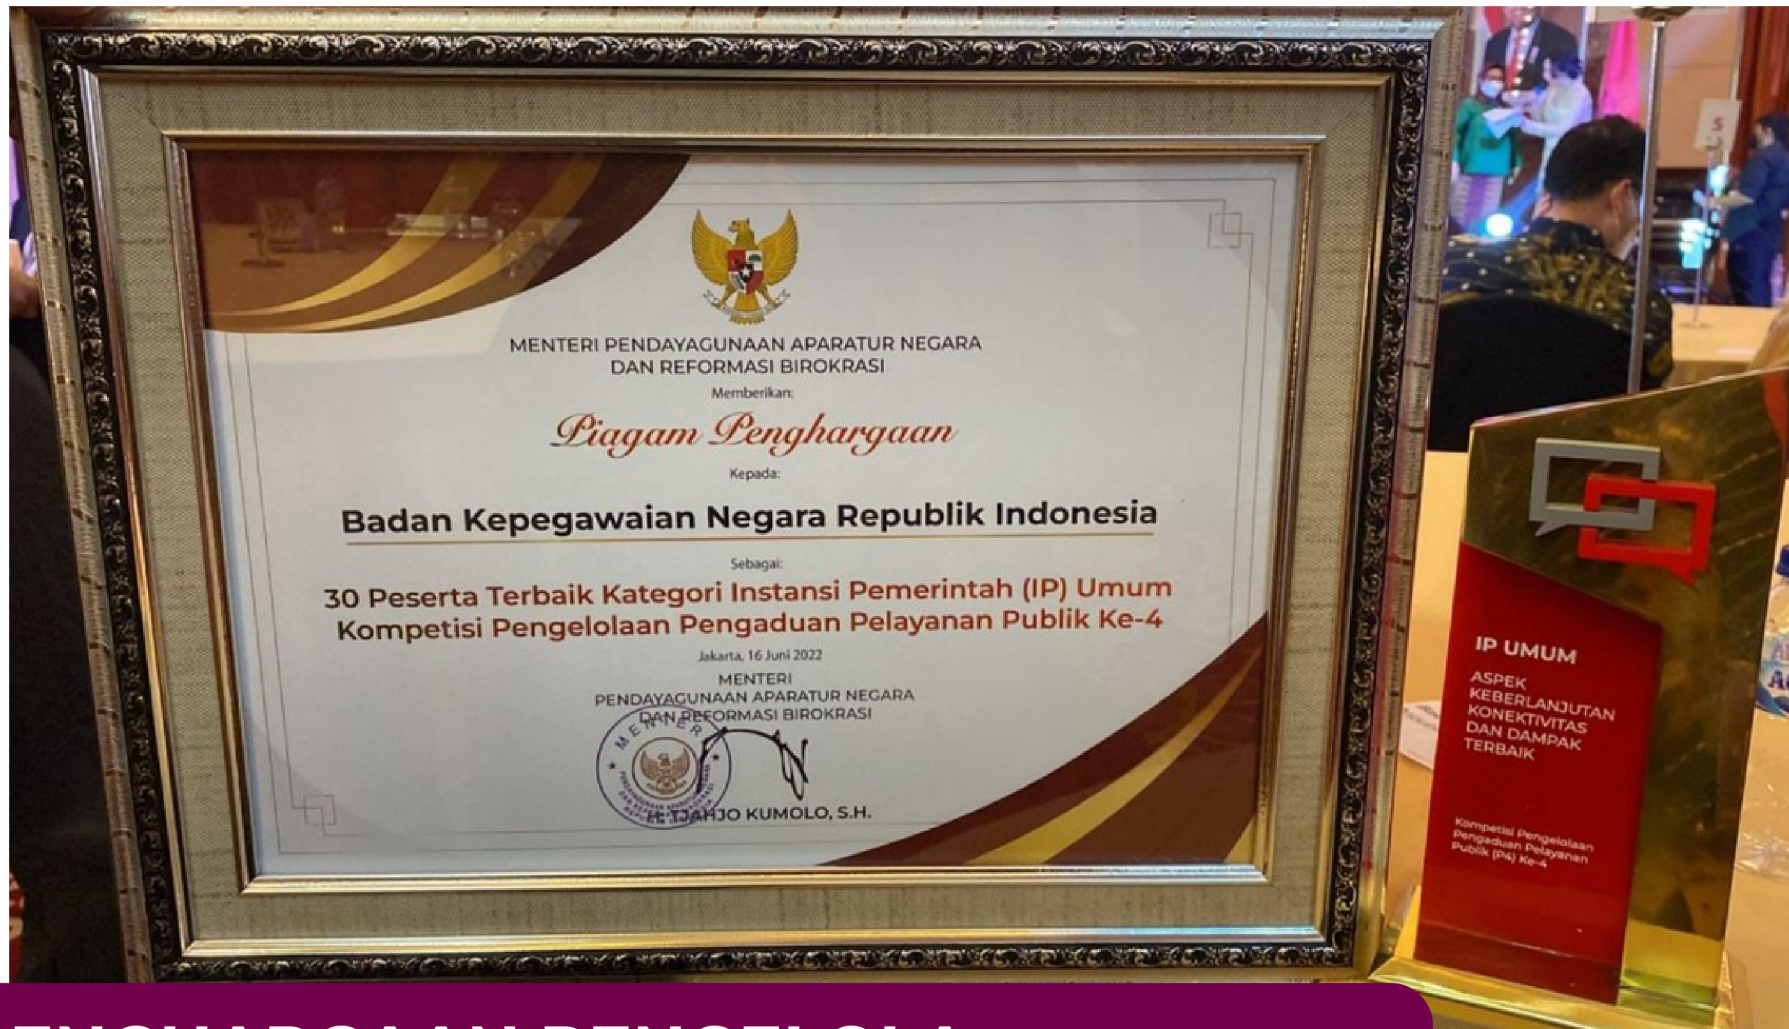 MENTERI PENDAYAGUNAAN APARATUR NEGARA
DAN REFORMASI BIROKRASI
Memberikan:
Piagam Penghargaan
Kepada:
Badan Kepegawaian Negara Republik Indonesia
Sebagai:
30 Peserta Terbaik Kategori Instansi Pemerintah (IP) Umum
Kompetisi Pengelolaan Pengaduan Pelayanan Publik Ke-4
Jakarta, 16 Juni 2022
MENTERI
PENDAYAGUNAAN APARATUR NEGARA
DAN REFORMASI BIROKRASI
MENTERI
H. TJAHJO KUMOLO, S.H.
IP UMUM
ASPEK
KEBERLANJUTAN
KONEKTIVITAS
DAN DAMPAK
TERBAIK
Kompetisi Pengelolaan
Pengaduan Pelayanan
Publik (P4) Ke-4
5